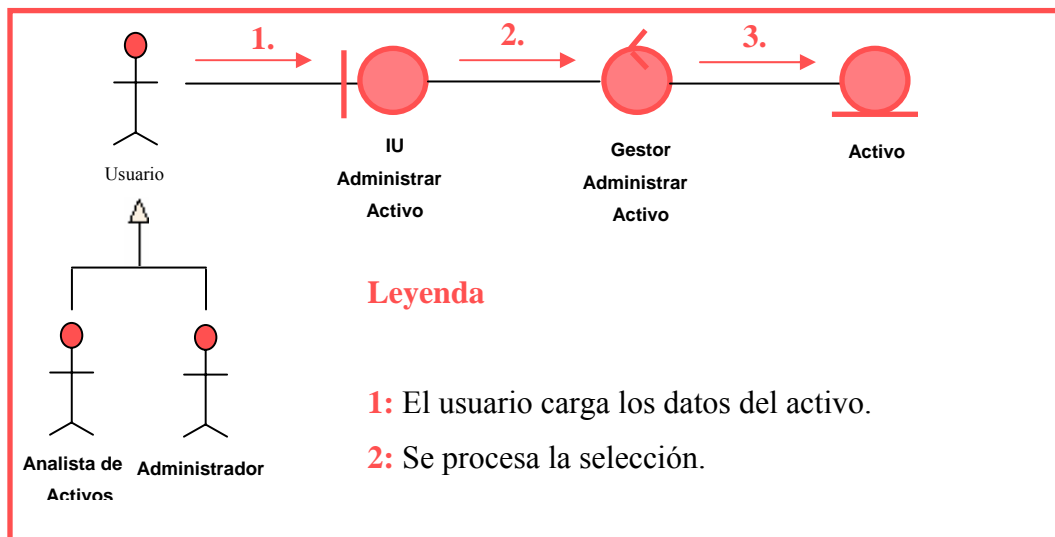 1.
2.
3.
Usuario
IU
Administrar
Activo
Gestor
Administrar
Activo
Activo
Leyenda
1: El usuario carga los datos del activo.
2: Se procesa la selección.
Analista de
Activos
Administrador